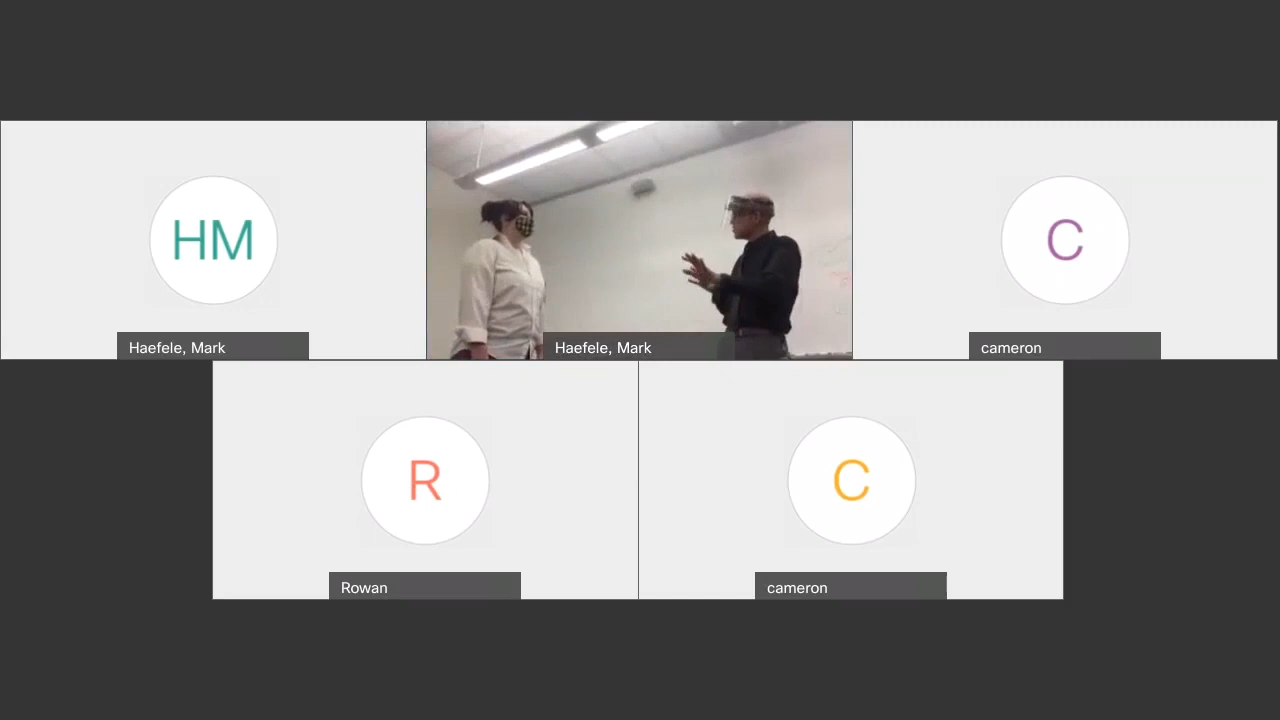 HM
Haefele, Mark
Haefele, Mark
C
cameron
R
Rowan
C
cameron